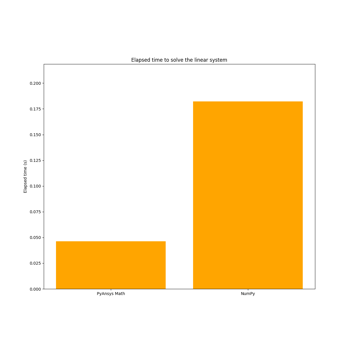 Elapsed time to solve the linear system
0.200
0.175
0.150
0.125
0.100
0.075
0.050
0.025
0.000
Elapsed time (s)
PyAnsys Math
NumPy